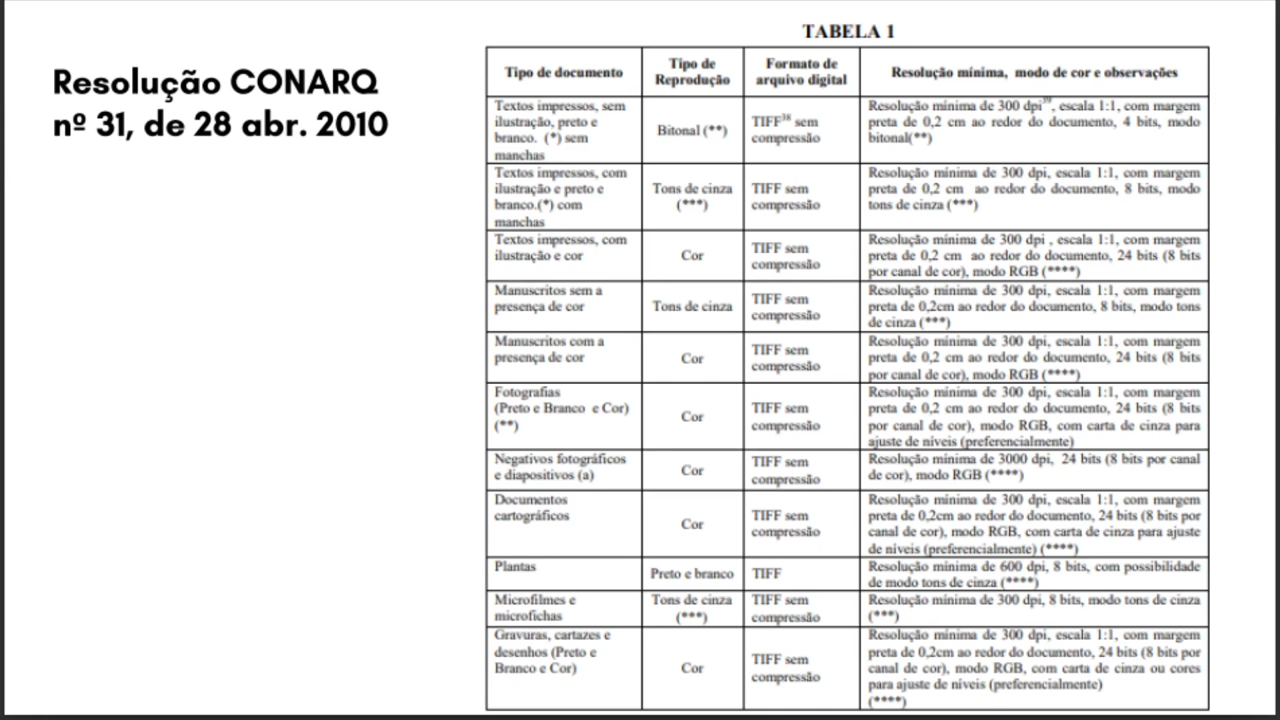 Resolução CONARQ
nº 31, de 28 abr. 2010
TABELA 1
Tipo de documento
Tipo de
Reprodução
Formato de
arquivo digital
Resolução mínima, modo de cor e observações
Textos impressos, sem
ilustração, preto e
branco. (*) sem
manchas
Bitonal (**)
TIFF38 sem
compressão
Resolução mínima de 300 dpi39, escala 1:1, com margem
preta de 0,2 cm ao redor do documento, 4 bits, modo
bitonal(**)
Textos impressos, com
ilustração e preto e
branco.(*) com
manchas
Tons de cinza
(***)
TIFF sem
compressão
Resolução mínima de 300 dpi, escala 1:1, com margem
preta de 0,2 cm ao redor do documento, 8 bits, modo
tons de cinza (***)
Textos impressos, com
ilustração e cor
Cor
TIFF sem
compressão
Resolução mínima de 300 dpi , escala 1:1, com margem
preta de 0,2 cm ao redor do documento, 24 bits (8 bits
por canal de cor), modo RGB (****)
Manuscritos sem a
presença de cor
Tons de cinza
TIFF sem
compressão
Resolução mínima de 300 dpi, escala 1:1, com margem
preta de 0,2cm ao redor do documento, 8 bits, modo tons
de cinza (***)
Manuscritos com a
presença de cor
Cor
TIFF sem
compressão
Resolução mínima de 300 dpi, escala 1:1, com margem
preta de 0,2 cm ao redor do documento, 24 bits (8 bits
por canal de cor), modo RGB (****)
Fotografias
(Preto e Branco e Cor)
(**)
Cor
TIFF sem
compressão
Resolução mínima de 300 dpi, escala 1:1, com margem
preta de 0,2 cm ao redor do documento, 24 bits (8 bits
por canal de cor), modo RGB, com carta de cinza para
ajuste de níveis (preferencialmente)
Negativos fotográficos
e diapositivos (a)
Cor
TIFF sem
compressão
Resolução mínima de 3000 dpi, 24 bits (8 bits por canal
de cor), modo RGB (****)
Documentos
cartográficos
Cor
TIFF sem
compressão
Resolução mínima de 300 dpi, escala 1:1, com margem
preta de 0,2cm ao redor do documento, 24 bits (8 bits por
canal de cor), modo RGB, com carta de cinza para ajuste
de níveis (preferencialmente) (****)
Plantas
Preto e branco
TIFF
Resolução mínima de 600 dpi, 8 bits, com possibilidade
de modo tons de cinza (****)
Microfilmes e
microfichas
Tons de cinza
(***)
TIFF sem
compressão
Resolução mínima de 300 dpi, 8 bits, modo tons de cinza
(***)
Gravuras, cartazes e
desenhos (Preto e
Branco e Cor)
Cor
TIFF sem
compressão
Resolução mínima de 300 dpi, escala 1:1, com margem
preta de 0,2cm ao redor do documento, 24 bits (8 bits por
canal de cor), modo RGB, com carta de cinza ou cores
para ajuste de níveis (preferencialmente)
(****)